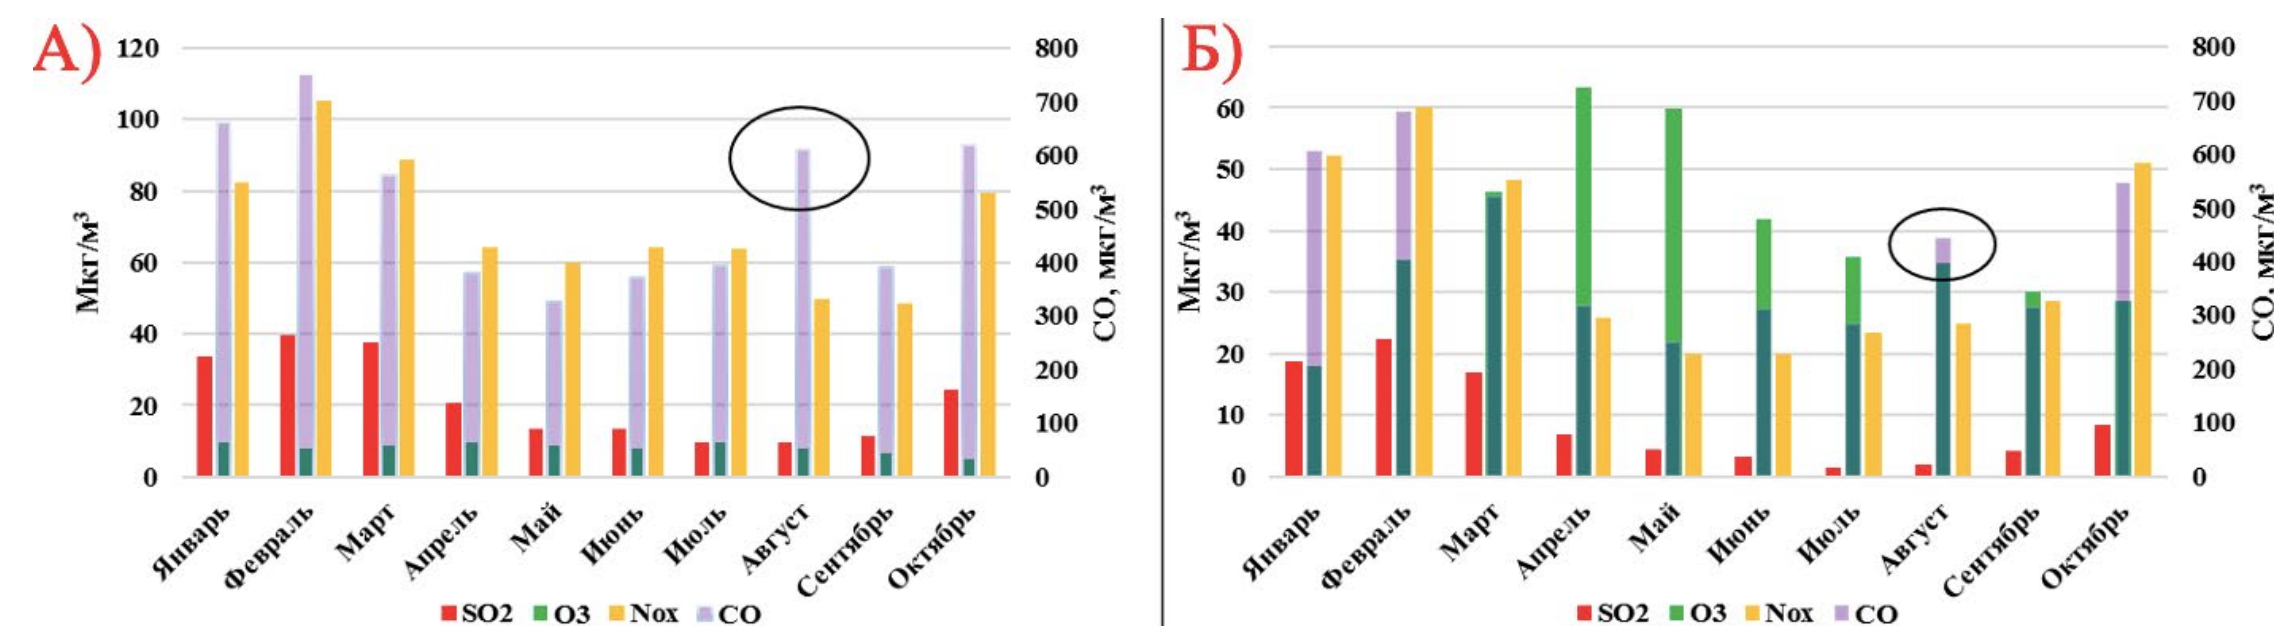 А)
120
100
80
60
40
20
0
Мкг/м³
800
700
600
500
400
300
200
100
0
СО, мкг/м³
Январь
Февраль
Март
Апрель
Май
Июнь
Июль
Август
Сентябрь
Октябрь
SO2 O3 Nox CO
Б)
60
50
40
30
20
10
0
Мкг/м³
800
700
600
500
400
300
200
100
0
СО, мкг/м³
Январь
Февраль
Март
Апрель
Май
Июнь
Июль
Август
Сентябрь
Октябрь
SO2 O3 Nox CO